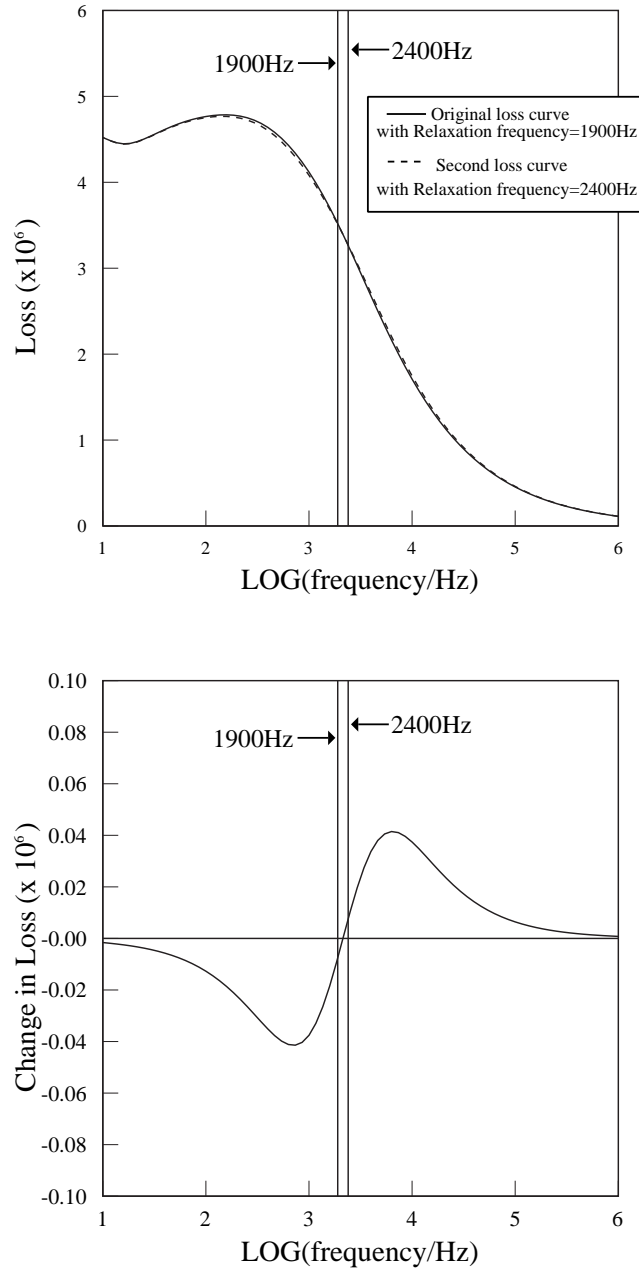 6
5
4
3
2
1
0
Loss (x10⁶)
1900Hz
2400Hz
Original loss curve
with Relaxation frequency=1900Hz
Second loss curve
with Relaxation frequency=2400Hz
1 2 3 4 5 6
LOG(frequency/Hz)
0.10
0.08
0.06
0.04
0.02
-0.00
-0.02
-0.04
-0.06
-0.08
-0.10
Change in Loss (x 10⁶)
1900Hz
2400Hz
1 2 3 4 5 6
LOG(frequency/Hz)